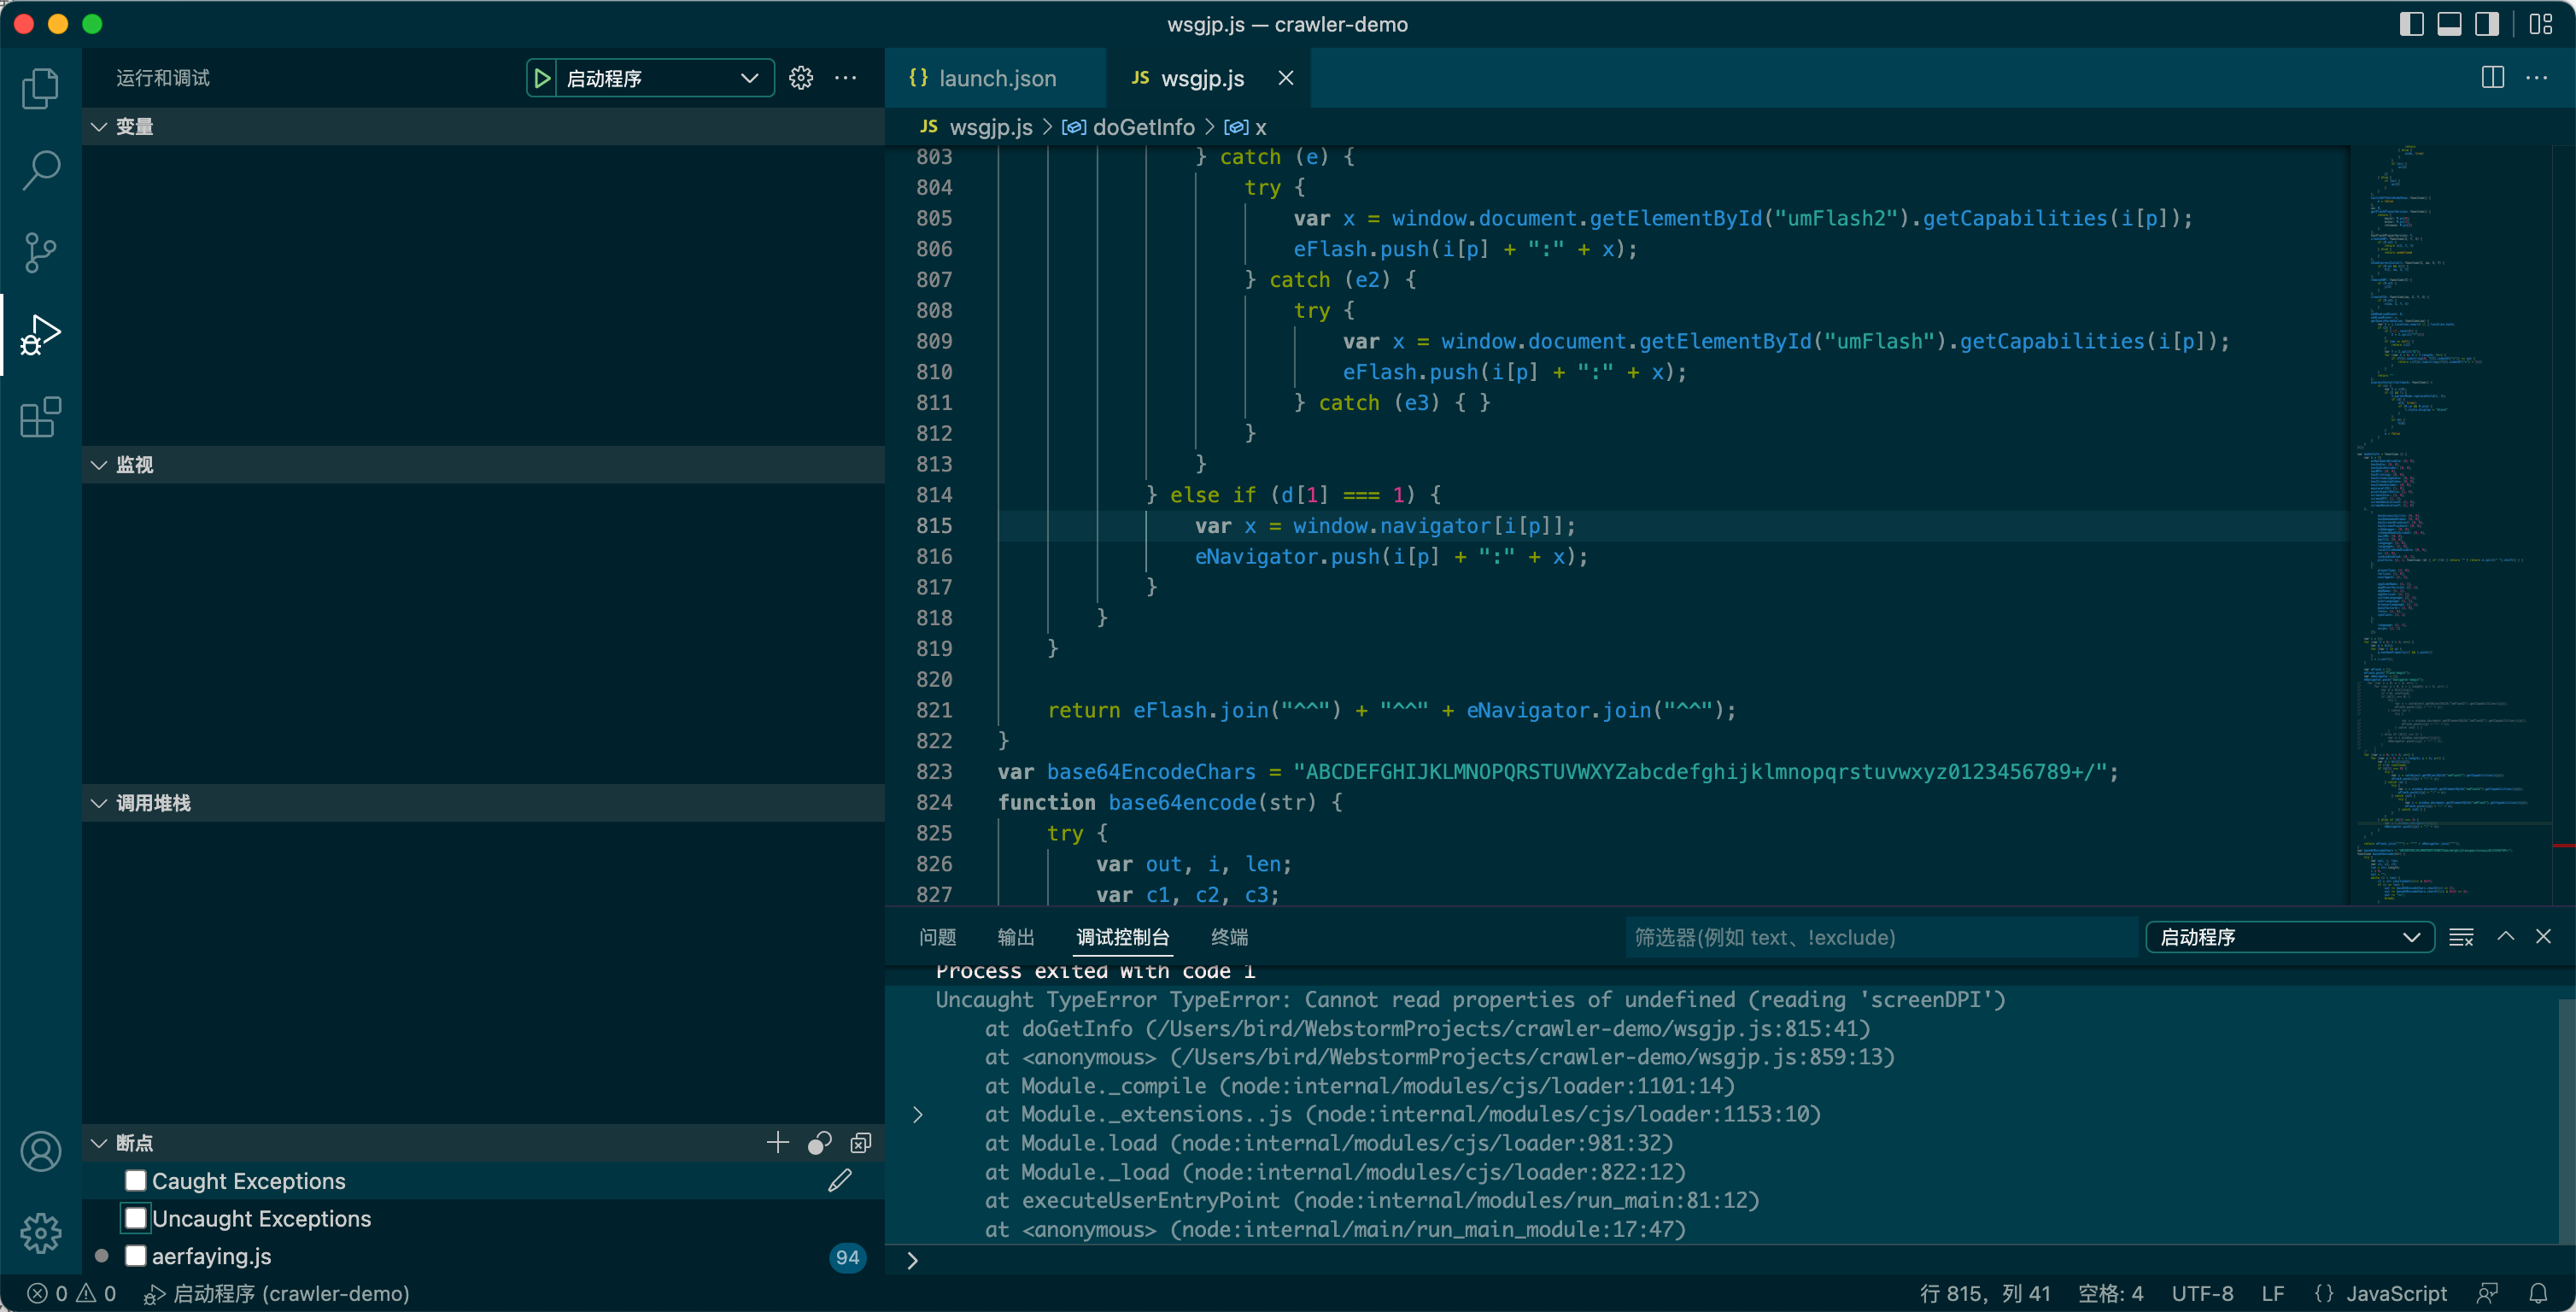 wsgjp.js — crawler-demo
运行和调试
启动程序
launch.json
JS wsgjp.js
变量
JS wsgjp.js > doGetInfo > x
803 } catch (e) {
804 try {
805 var x = window.document.getElementById("umFlash2").getCapabilities(i[p]);
806 eFlash.push(i[p] + ":" + x);
807 } catch (e2) {
808 try {
809 var x = window.document.getElementById("umFlash").getCapabilities(i[p]);
810 eFlash.push(i[p] + ":" + x);
811 } catch (e3) { }
812 }
813 }
814 } else if (d[1] === 1) {
815 var x = window.navigator[i[p]];
816 eNavigator.push(i[p] + ":" + x);
817 }
818 }
819 }
820
821 return eFlash.join("^^") + "^^" + eNavigator.join("^^");
822 }
823 var base64EncodeChars = "ABCDEFGHIJKLMNOPQRSTUVWXYZabcdefghijklmnopqrstuvwxyz0123456789+/";
824 function base64encode(str) {
825 try {
826 var out, i, len;
827 var c1, c2, c3;
监视
调用堆栈
断点
Caught Exceptions
Uncaught Exceptions
aerfaying.js 94
问题 输出 调试控制台 终端
筛选器(例如 text、!exclude)
启动程序
Process exited with code 1
Uncaught TypeError TypeError: Cannot read properties of undefined (reading 'screenDPI')
at doGetInfo (/Users/bird/WebstormProjects/crawler-demo/wsgjp.js:815:41)
at <anonymous> (/Users/bird/WebstormProjects/crawler-demo/wsgjp.js:859:13)
at Module._compile (node:internal/modules/cjs/loader:1101:14)
at Module._extensions..js (node:internal/modules/cjs/loader:1153:10)
at Module.load (node:internal/modules/cjs/loader:981:32)
at Module._load (node:internal/modules/cjs/loader:822:12)
at executeUserEntryPoint (node:internal/modules/run_main:81:12)
at <anonymous> (node:internal/main/run_main_module:17:47)
0 0 启动程序 (crawler-demo)
行 815，列 41 空格: 4 UTF-8 LF {} JavaScript